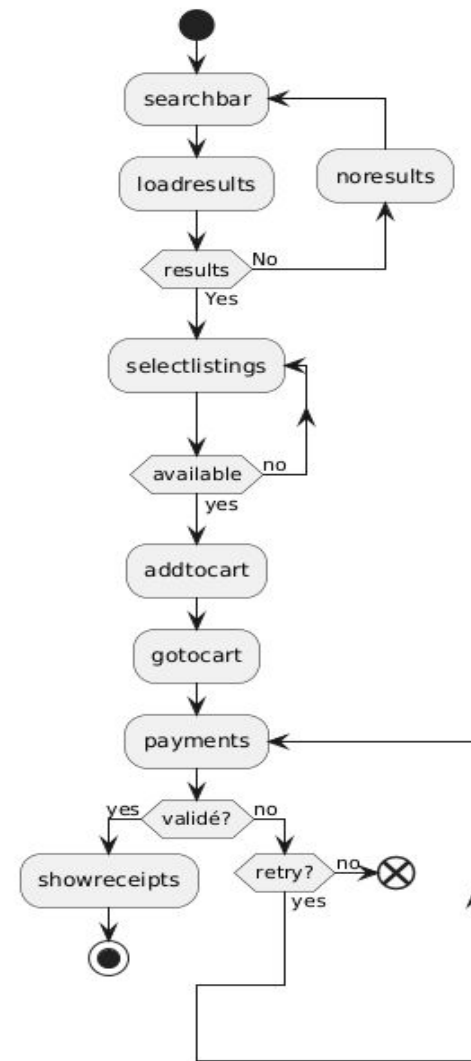 searchbar
loadresults
noresults
results
No
Yes
selectlistings
available
no
yes
addtocart
gotocart
payments
yes
validé?
no
showreceipts
retry?
no
yes